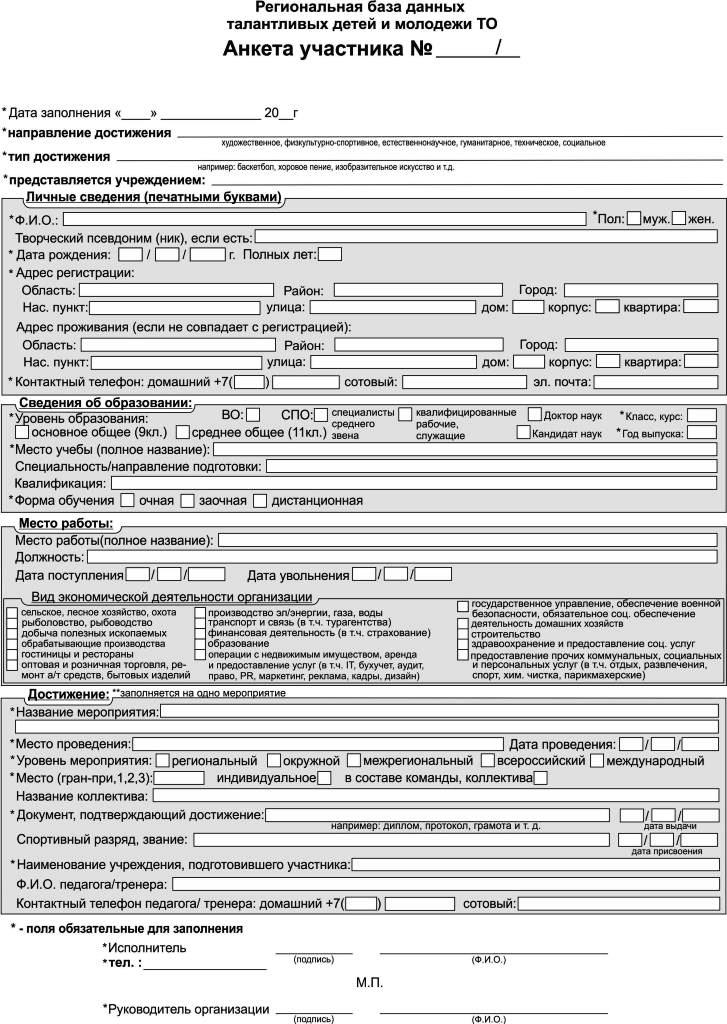 Региональная база данных
талантливых детей и молодежи ТО
Анкета участника № ______/__
*Дата заполнения «____» ______________ 20__г
*направление достижения
художественное, физкультурно-спортивное, естественнонаучное, гуманитарное, техническое, социальное
*тип достижения
например: баскетбол, хоровое пение, изобразительное искусство и т.д.
*представляется учреждением:
Личные сведения (печатными буквами)
*Ф.И.О.: *Пол: муж. жен.
Творческий псевдоним (ник), если есть:
* Дата рождения: / / г. Полных лет:
* Адрес регистрации:
Область: Район: Город:
Нас. пункт: улица: дом: корпус: квартира:
Адрес проживания (если не совпадает с регистрацией):
Область: Район: Город:
Нас. пункт: улица: дом: корпус: квартира:
*Контактный телефон: домашний +7( ) сотовый: эл. почта:
Сведения об образовании:
*Уровень образования: ВО: СПО: специалисты среднего звена квалифицированные рабочие, служащие Доктор наук *Класс, курс:
основное общее (9кл.) среднее общее (11кл.) Кандидат наук *Год выпуска:
*Место учебы (полное название):
Специальность/направление подготовки:
Квалификация:
*Форма обучения очная заочная дистанционная
Место работы:
Место работы(полное название):
Должность:
Дата поступления / / Дата увольнения / /
Вид экономической деятельности организации
сельское, лесное хозяйство, охота
рыболовство, рыбоводство
добыча полезных ископаемых
обрабатывающие производства
гостиницы и рестораны
оптовая и розничная торговля, ре-
монт а/т средств, бытовых изделий
производство эл/энергии, газа, воды
транспорт и связь (в т.ч. турагентства)
финансовая деятельность (в т.ч. страхование)
образование
операции с недвижимым имуществом, аренда
и предоставление услуг (в т.ч. IT, бухучет, аудит,
право, PR, маркетинг, реклама, кадры, дизайн)
государственное управление, обеспечение военной
безопасности, обязательное соц. обеспечение
деятельность домашних хозяйств
строительство
здравоохранение и предоставление соц. услуг
предоставление прочих коммунальных, социальных
и персональных услуг (в т.ч. отдых, развлечения,
спорт, хим. чистка, парикмахерские)
Достижение: **заполняется на одно мероприятие
*Название мероприятия:
*Место проведения: Дата проведения: / /
*Уровень мероприятия: региональный окружной межрегиональный всероссийский международный
*Место (гран-при,1,2,3): индивидуальное в составе команды, коллектива
Название коллектива:
*Документ, подтверждающий достижение: / /
например: диплом, протокол, грамота и т. д. дата выдачи
Спортивный разряд, звание: / /
дата присвоения
*Наименование учреждения, подготовившего участника:
Ф.И.О. педагога/тренера:
Контактный телефон педагога/ тренера: домашний +7( ) сотовый:
* - поля обязательные для заполнения
*Исполнитель
(подпись) (Ф.И.О.)
*тел. :
М.П.
*Руководитель организации
(подпись) (Ф.И.О.)